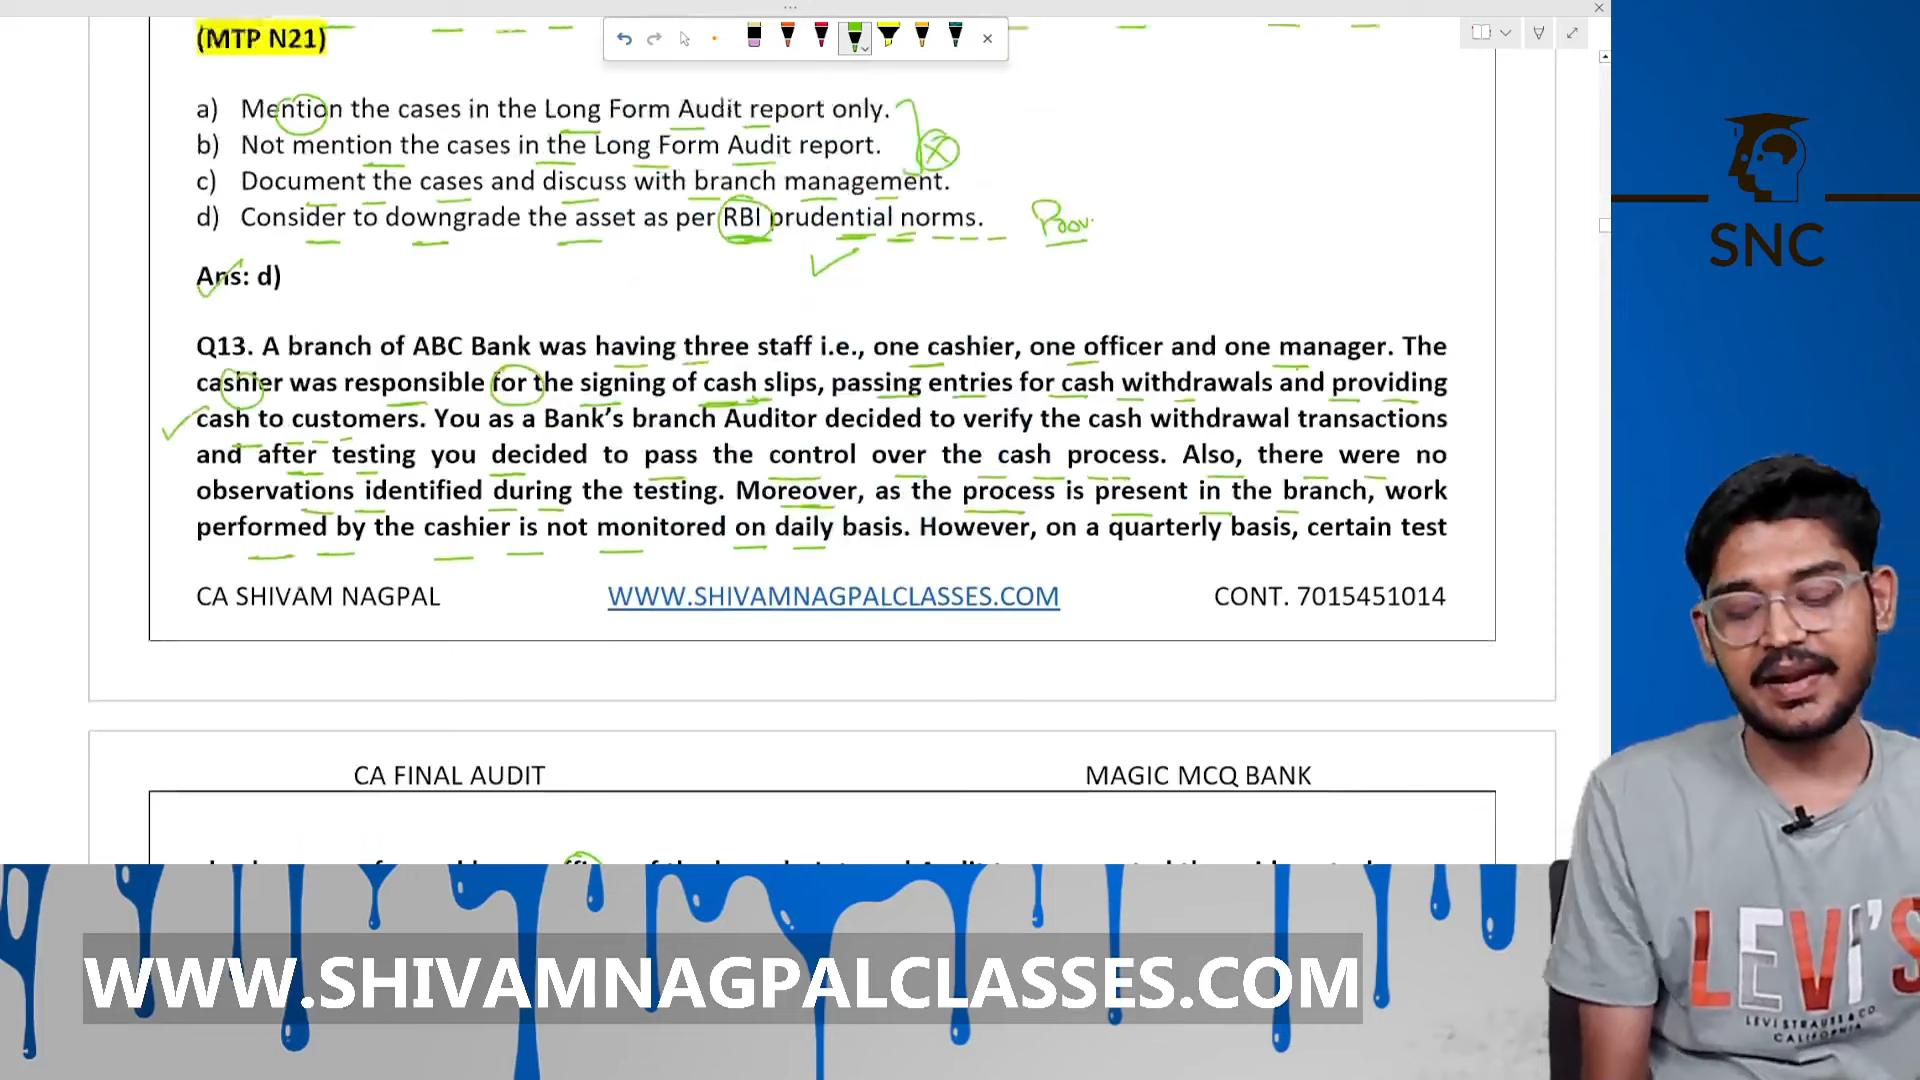 (MTP N21)
a) Mention the cases in the Long Form Audit report only.
b) Not mention the cases in the Long Form Audit report.
c) Document the cases and discuss with branch management.
d) Consider to downgrade the asset as per RBI prudential norms.
Ans: d)
Q13. A branch of ABC Bank was having three staff i.e., one cashier, one officer and one manager. The
cashier was responsible for the signing of cash slips, passing entries for cash withdrawals and providing
cash to customers. You as a Bank's branch Auditor decided to verify the cash withdrawal transactions
and after testing you decided to pass the control over the cash process. Also, there were no
observations identified during the testing. Moreover, as the process is present in the branch, work
performed by the cashier is not monitored on daily basis. However, on a quarterly basis, certain test
CA SHIVAM NAGPAL WWW.SHIVAMNAGPALCLASSES.COM CONT. 7015451014
CA FINAL AUDIT MAGIC MCQ BANK
WWW.SHIVAMNAGPALCLASSES.COM
SNC
LEVI'S
LEVI STRAUSS & CO
CALIFORNIA